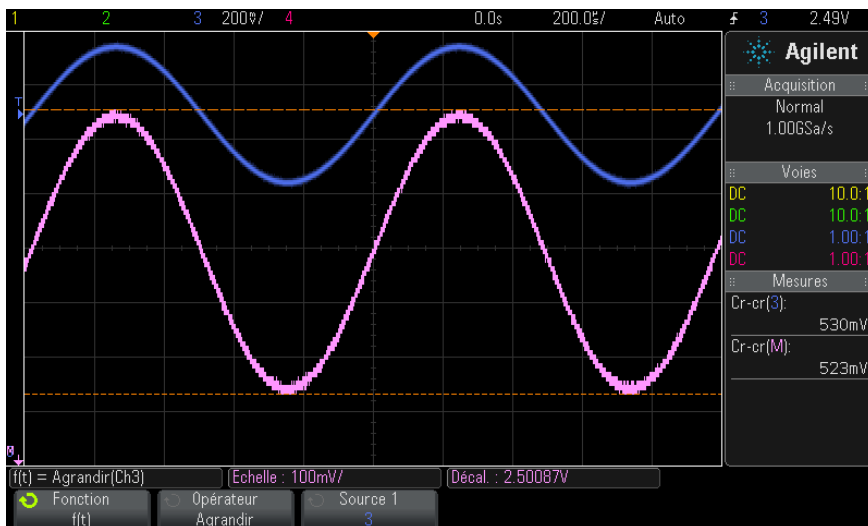 1 2 3 200♉/ 4 0.0s 200.0㎲/ Auto 3 2.49V
Agilent
Acquisition
Normal
1.00GSa/s
Voies
DC 10.0:1
DC 10.0:1
DC 1.00:1
DC 1.00:1
Mesures
Cr-cr(3):
530mV
Cr-cr(M):
523mV
T
M
f(t) = Agrandir(Ch3) Echelle : 100mV/ Décal. : 2.50087V
Fonction Opérateur Source 1
f(t) Agrandir 3